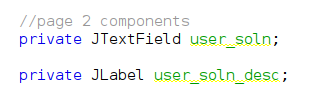 //page 2 components
private JTextField user_soln;
private JLabel user_soln_desc;